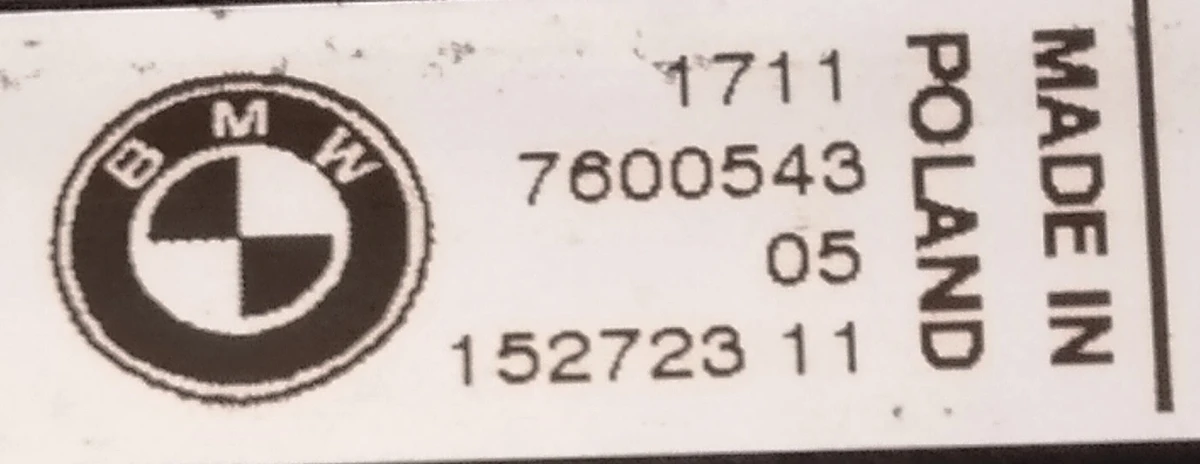 BMW
1711
7600543
05
152723 11
MADE IN
POLAND